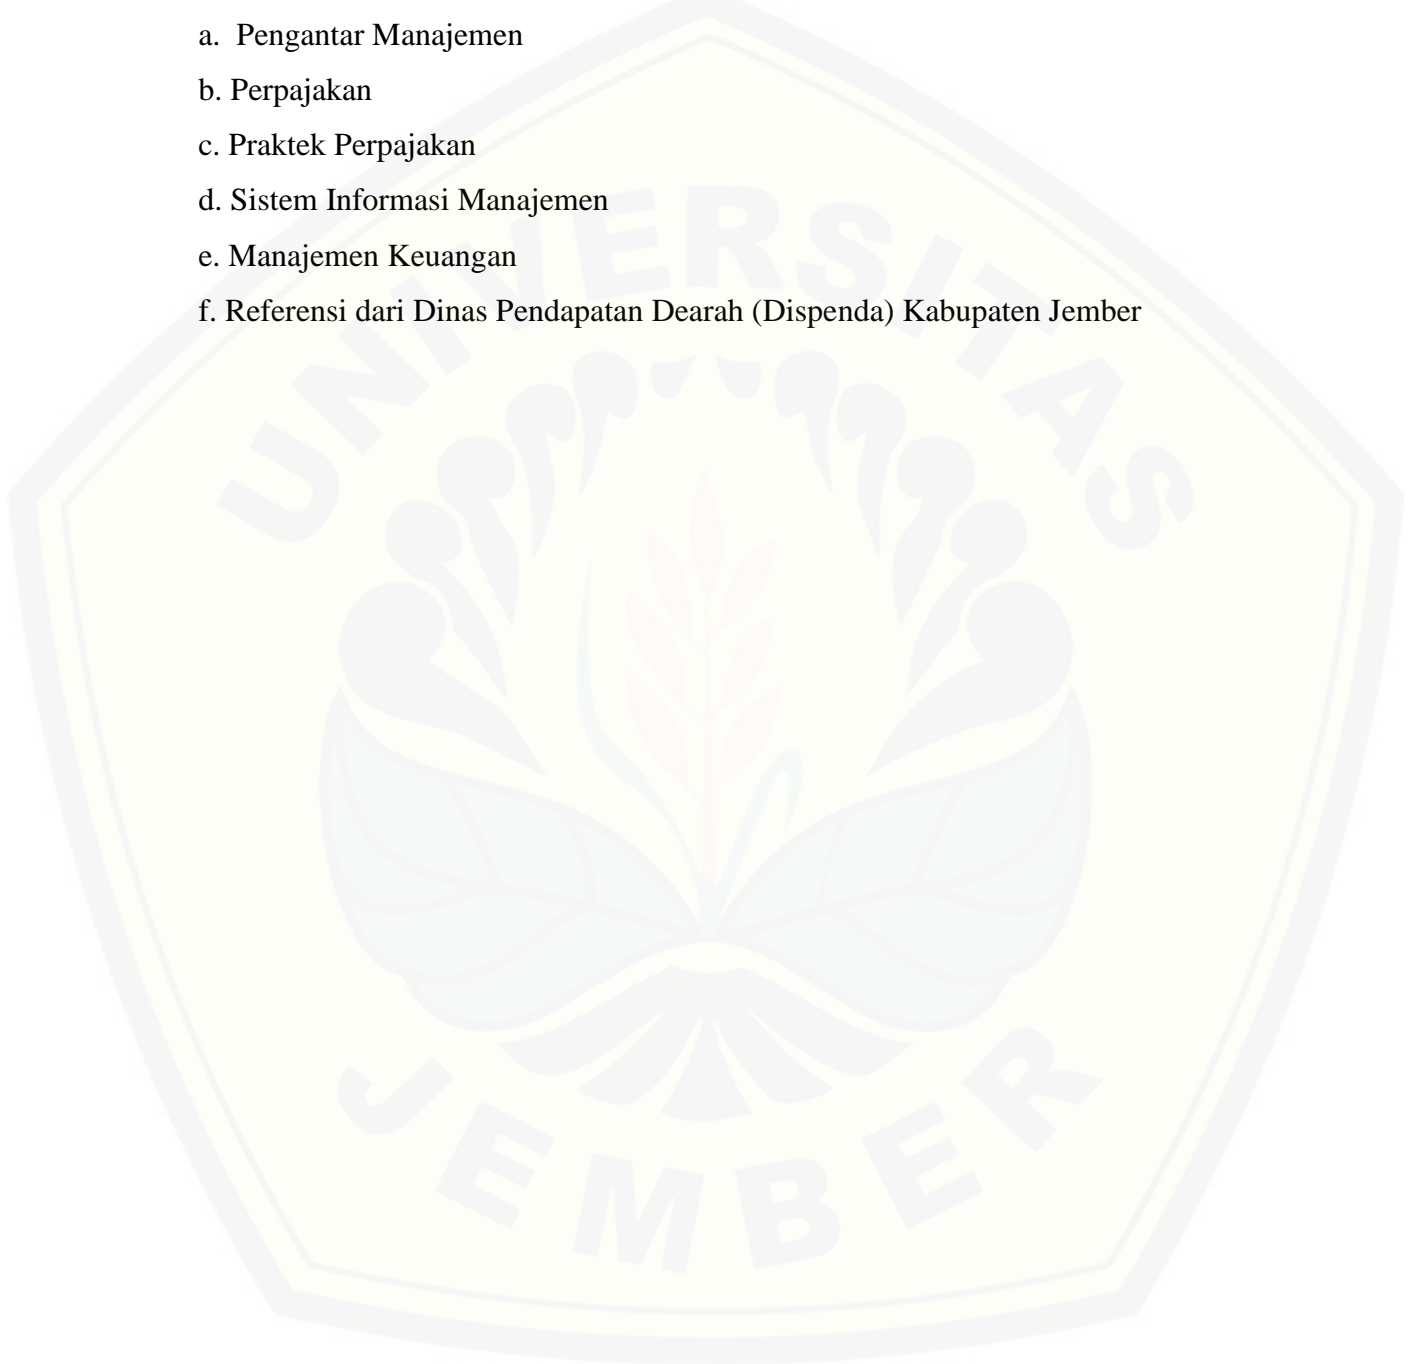 a. Pengantar Manajemen
b. Perpajakan
c. Praktek Perpajakan
d. Sistem Informasi Manajemen
e. Manajemen Keuangan
f. Referensi dari Dinas Pendapatan Dearah (Dispenda) Kabupaten Jember
UNIVERSITAS
JEMBER